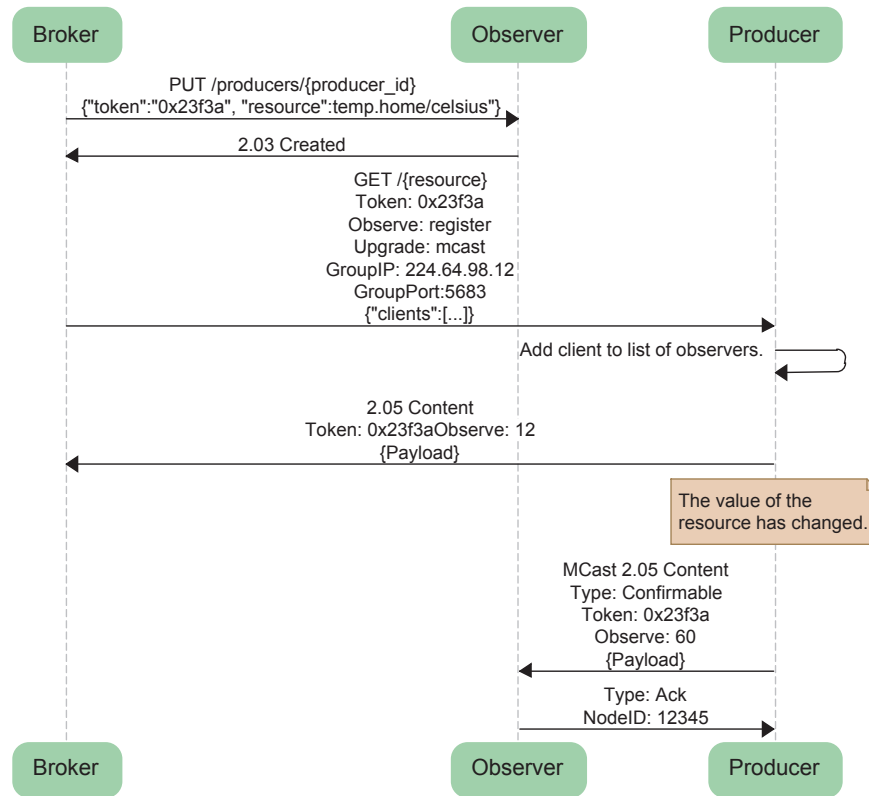 Broker
Observer
Producer
PUT /producers/{producer_id}
{"token":"0x23f3a", "resource":temp.home/celsius"}
2.03 Created
GET /{resource}
Token: 0x23f3a
Observe: register
Upgrade: mcast
GroupIP: 224.64.98.12
GroupPort:5683
{"clients":[...]}
Add client to list of observers.
2.05 Content
Token: 0x23f3aObserve: 12
{Payload}
The value of the
resource has changed.
MCast 2.05 Content
Type: Confirmable
Token: 0x23f3a
Observe: 60
{Payload}
Type: Ack
NodeID: 12345
Broker
Observer
Producer